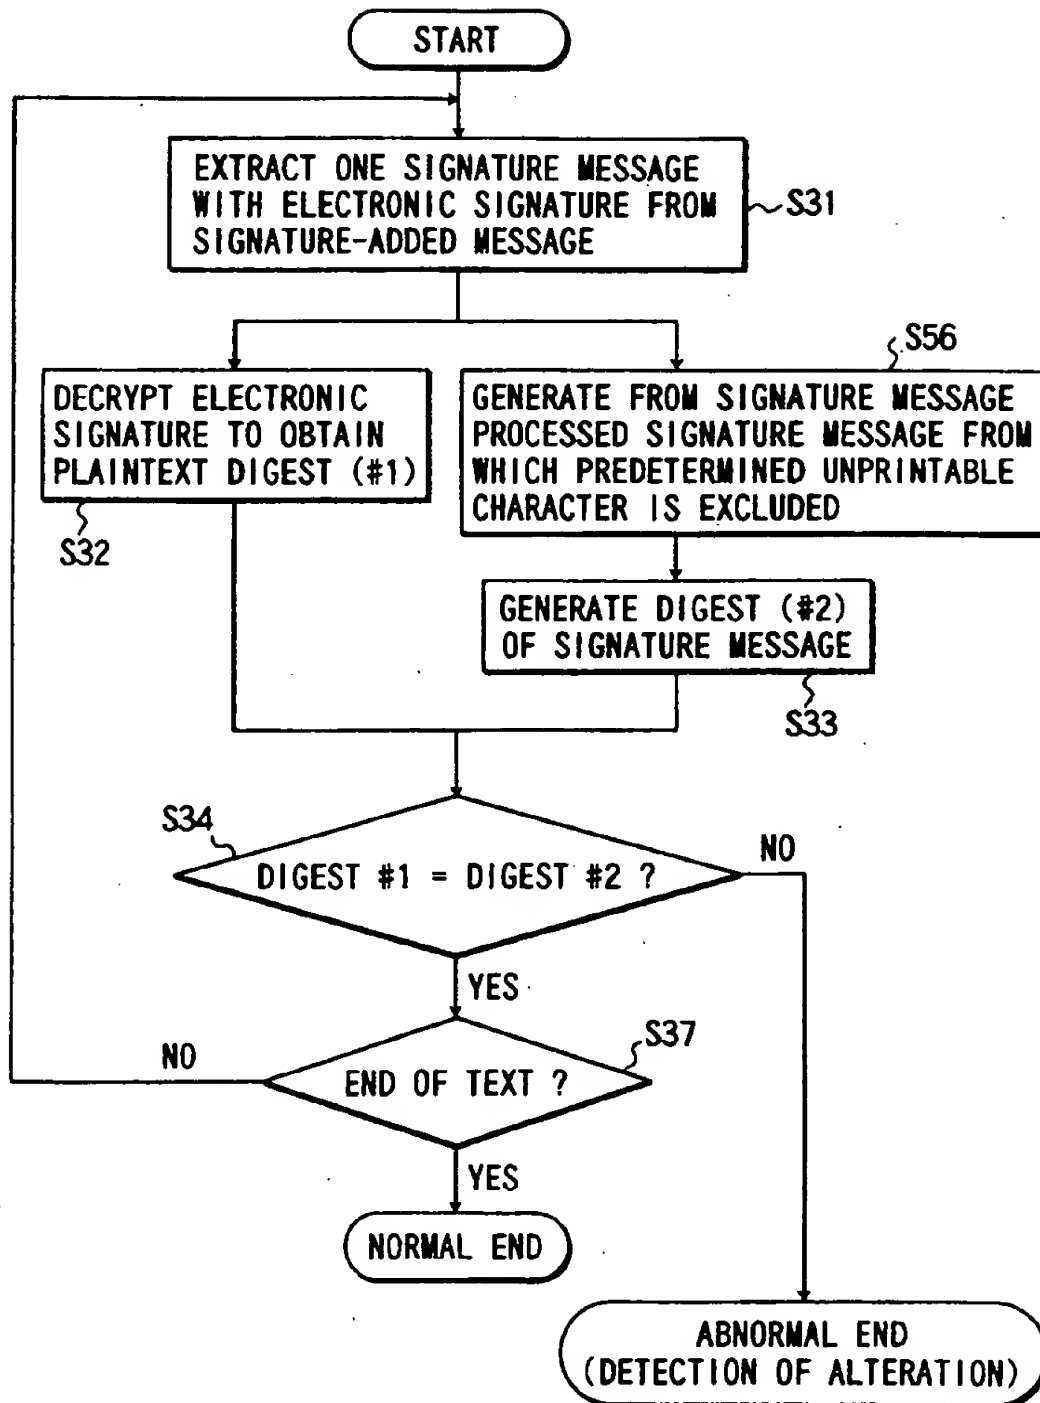 START
EXTRACT ONE SIGNATURE MESSAGE
WITH ELECTRONIC SIGNATURE FROM
SIGNATURE-ADDED MESSAGE
S31
S56
DECRYPT ELECTRONIC
SIGNATURE TO OBTAIN
PLAINTEXT DIGEST (#1)
S32
GENERATE FROM SIGNATURE MESSAGE
PROCESSED SIGNATURE MESSAGE FROM
WHICH PREDETERMINED UNPRINTABLE
CHARACTER IS EXCLUDED
GENERATE DIGEST (#2)
OF SIGNATURE MESSAGE
S33
S34
DIGEST #1 = DIGEST #2 ?
NO
YES
S37
NO
END OF TEXT ?
YES
NORMAL END
ABNORMAL END
(DETECTION OF ALTERATION)